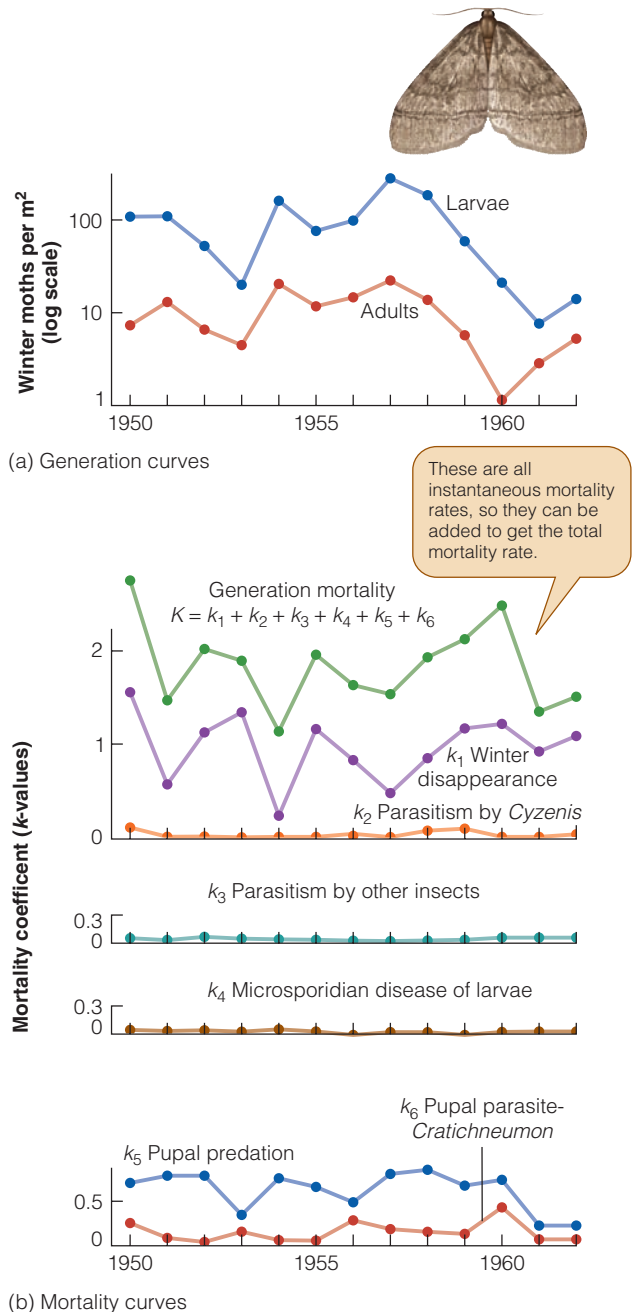 Winter moths per m²
(log scale)
100
10
1
Larvae
Adults
1950
1955
1960
(a) Generation curves
These are all
instantaneous mortality
rates, so they can be
added to get the total
mortality rate.
Mortality coefficent (k-values)
Generation mortality
K = k₁ + k₂ + k₃ + k₄ + k₅ + k₆
2
1
0
k₁ Winter
disappearance
k₂ Parasitism by Cyzenis
k₃ Parasitism by other insects
0.3
0
k₄ Microsporidian disease of larvae
0.3
0
k₆ Pupal parasite-
Cratichneumon
k₅ Pupal predation
0.5
0
1950
1955
1960
(b) Mortality curves